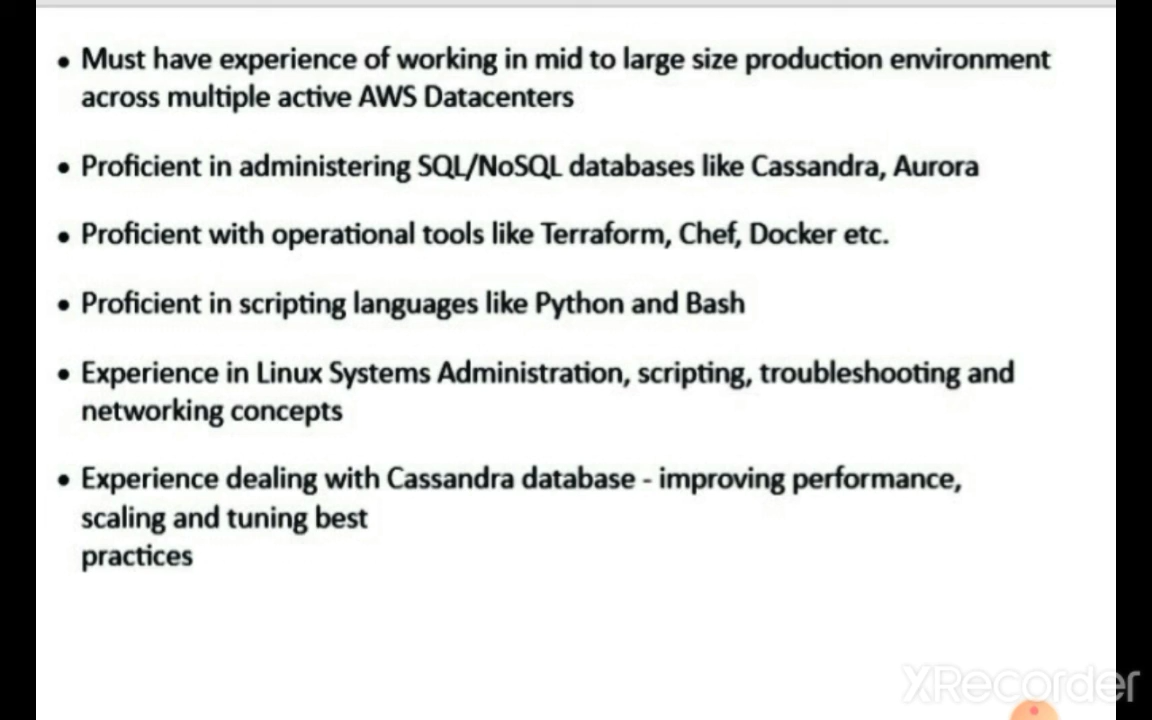 • Must have experience of working in mid to large size production environment
across multiple active AWS Datacenters
• Proficient in administering SQL/NoSQL databases like Cassandra, Aurora
• Proficient with operational tools like Terraform, Chef, Docker etc.
• Proficient in scripting languages like Python and Bash
• Experience in Linux Systems Administration, scripting, troubleshooting and
networking concepts
• Experience dealing with Cassandra database - improving performance,
scaling and tuning best
practices
XRecorder